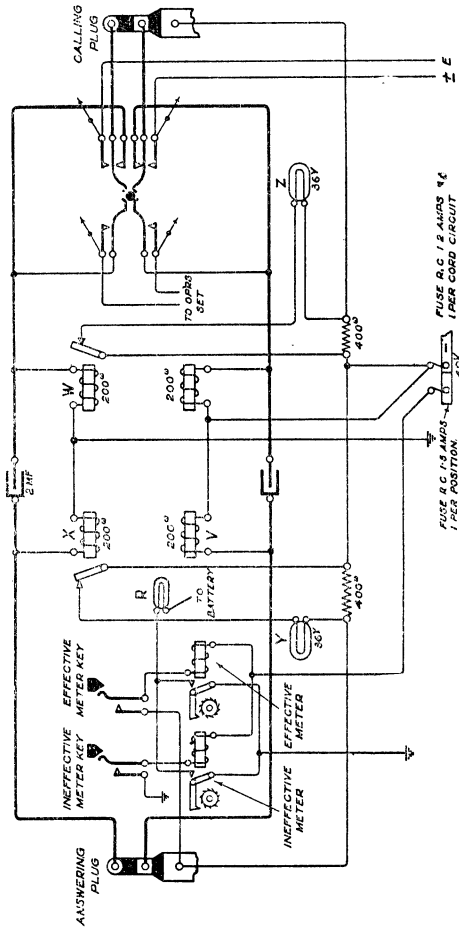 ANSWERING
PLUG
INEFFECTIVE
METER KEY
EFFECTIVE
METER KEY
INEFFECTIVE
METER
EFFECTIVE
METER
R
TO
BATTERY
Y
36V
400ω
2 MF
X
200ω
200ω
V
W
200ω
200ω
TO OPRS
SET
Z
36V
400ω
CALLING
PLUG
± E
FUSE R.C 1·5 AMPS
1 PER POSITION.
FUSE R.C 1·2 AMPS
1 PER CORD CIRCUIT